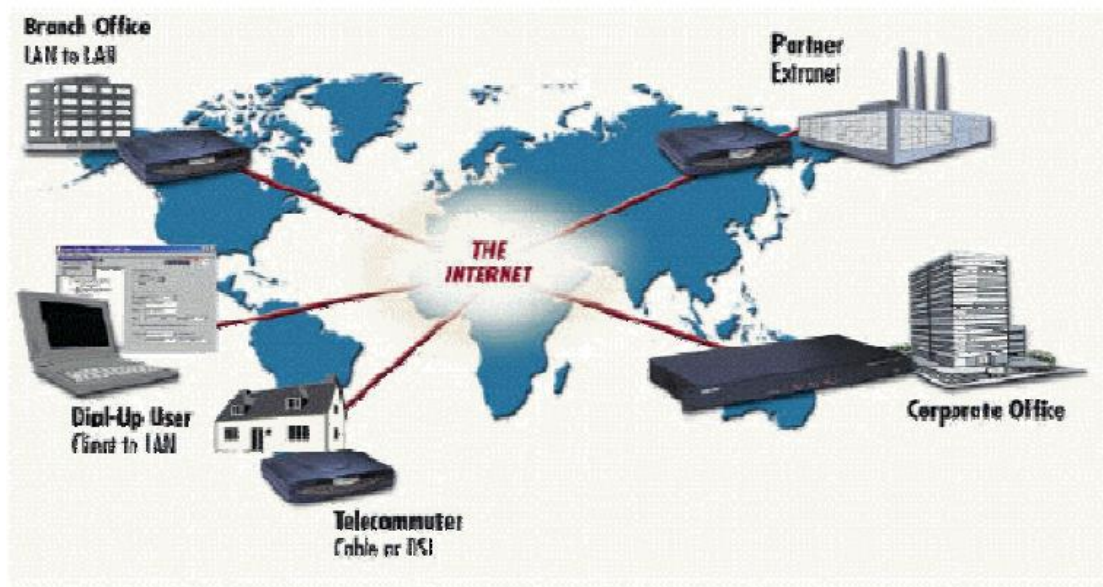 Branch Office
LAN to LAN
Partner
Extranet
THE
INTERNET
Dial-Up User
Client to LAN
Corporate Office
Telecommuter
Cable or DSL